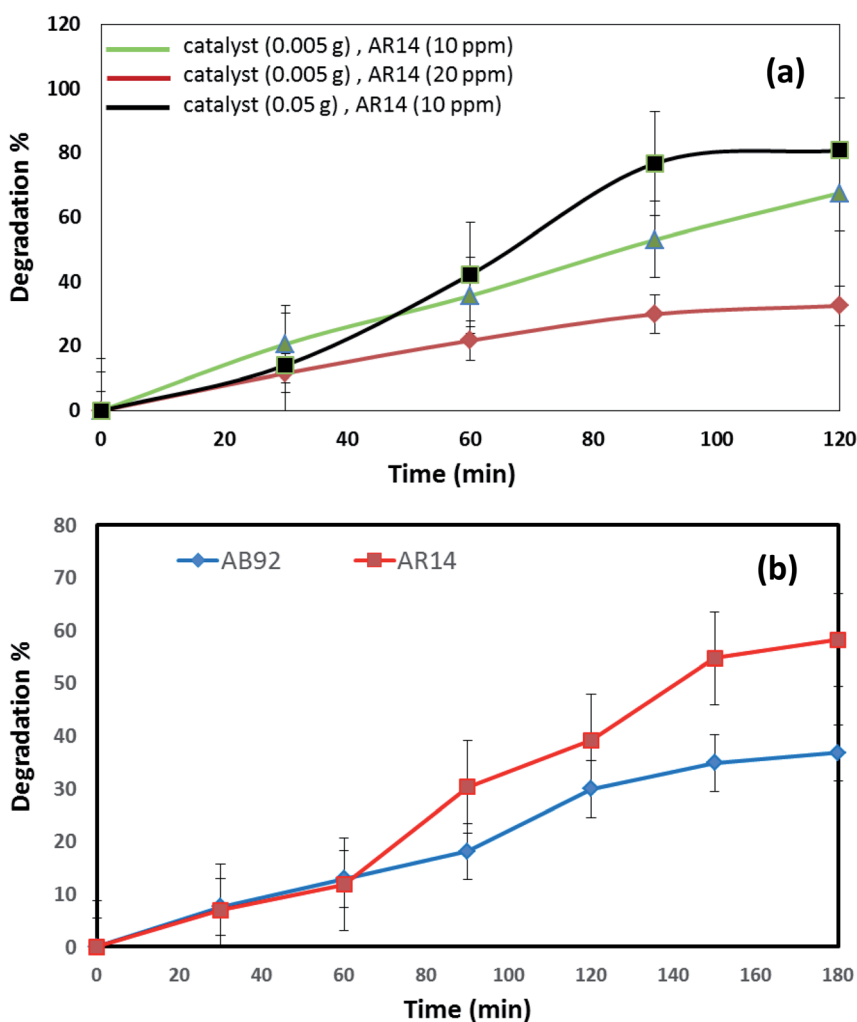 120
100
80
60
40
20
0
Degradation %
catalyst (0.005 g) , AR14 (10 ppm)
catalyst (0.005 g) , AR14 (20 ppm)
catalyst (0.05 g) , AR14 (10 ppm)
(a)
0 20 40 60 80 100 120
Time (min)
80
70
60
50
40
30
20
10
0
Degradation %
AB92 AR14
(b)
0 20 40 60 80 100 120 140 160 180
Time (min)